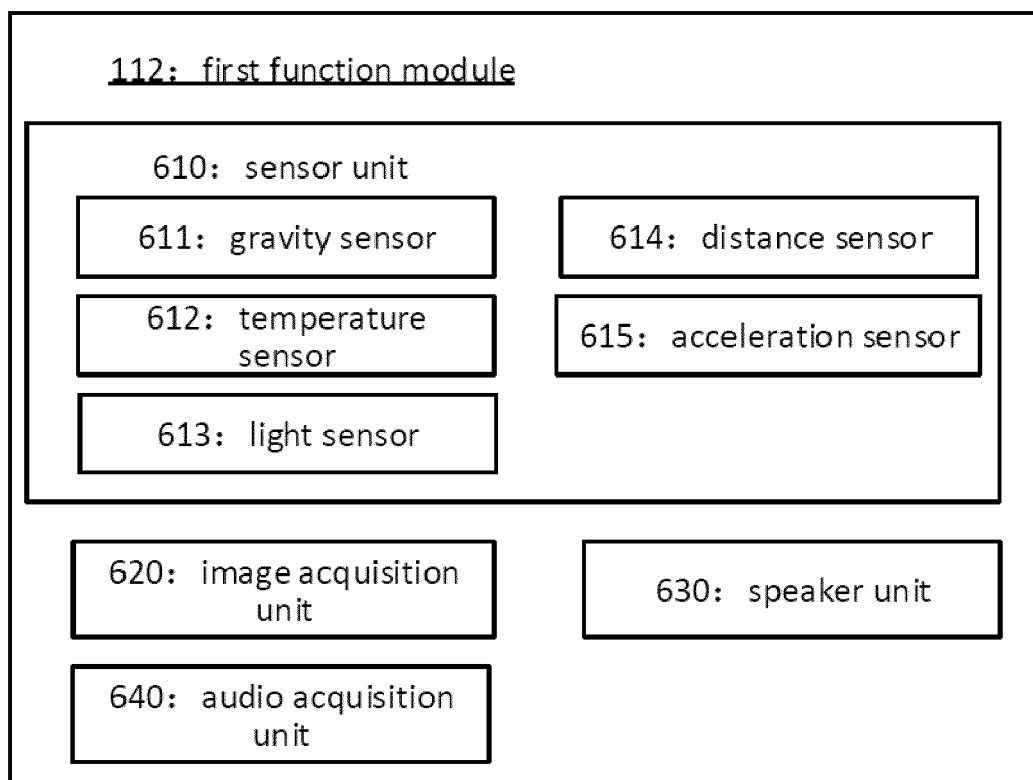 112：first function module
610：sensor unit
611：gravity sensor
614：distance sensor
612：temperature
sensor
615：acceleration sensor
613：light sensor
620：image acquisition
unit
630：speaker unit
640：audio acquisition
unit